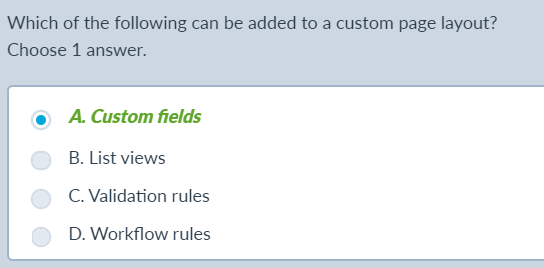 Which of the following can be added to a custom page layout?
Choose 1 answer.
A. Custom fields
B. List views
C. Validation rules
D. Workflow rules